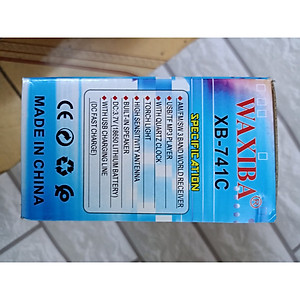 WAXIBA
XB-741C
SPECIFICATION
AM/FM/SW 3 BAND WORLD RECEIVER
USB/TF MP3 PLAYER
WITH QUARTZ CLOCK
TORCH LIGHT
HIGH SENSITIVITY ANTENNA
BUILT-IN SPEAKER
DC:3.7V (18650 LITHIUM BATTERY)
WITH USB CHARGING LINE
(DC FAST CHARGE)
MADE IN CHINA